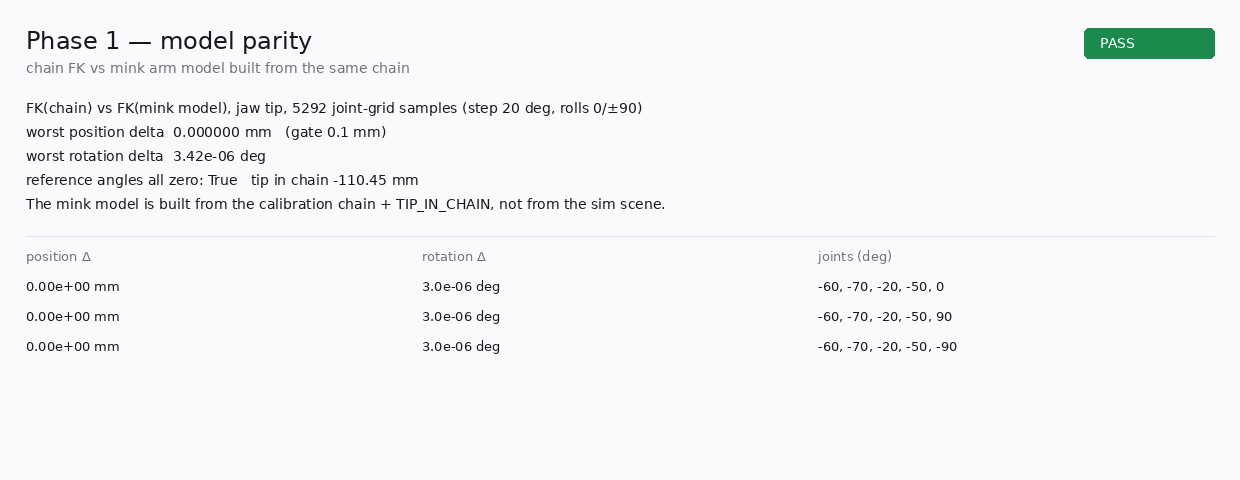 Phase 1 — model parity
PASS
chain FK vs mink arm model built from the same chain
FK(chain) vs FK(mink model), jaw tip, 5292 joint-grid samples (step 20 deg, rolls 0/±90)
worst position delta  0.000000 mm   (gate 0.1 mm)
worst rotation delta  3.42e-06 deg
reference angles all zero: True   tip in chain -110.45 mm
The mink model is built from the calibration chain + TIP_IN_CHAIN, not from the sim scene.
position Δ   rotation Δ   joints (deg)
0.00e+00 mm   3.0e-06 deg   -60, -70, -20, -50, 0
0.00e+00 mm   3.0e-06 deg   -60, -70, -20, -50, 90
0.00e+00 mm   3.0e-06 deg   -60, -70, -20, -50, -90